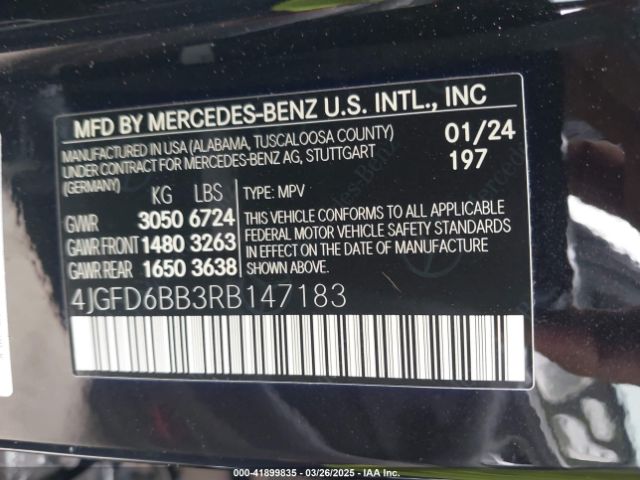 MFD BY MERCEDES-BENZ U.S. INTL., INC
MANUFACTURED IN USA (ALABAMA, TUSCALOOSA COUNTY)
UNDER CONTRACT FOR MERCEDES-BENZ AG, STUTTGART
(GERMANY)
01/24
197
KG LBS
GVWR 3050 6724
GAWR FRONT 1480 3263
GAWR REAR 1650 3638
TYPE: MPV
THIS VEHICLE CONFORMS TO ALL APPLICABLE
FEDERAL MOTOR VEHICLE SAFETY STANDARDS
IN EFFECT ON THE DATE OF MANUFACTURE
SHOWN ABOVE.
4JGFD6BB3RB147183
000-41899835 - 03/26/2025 - IAA Inc.